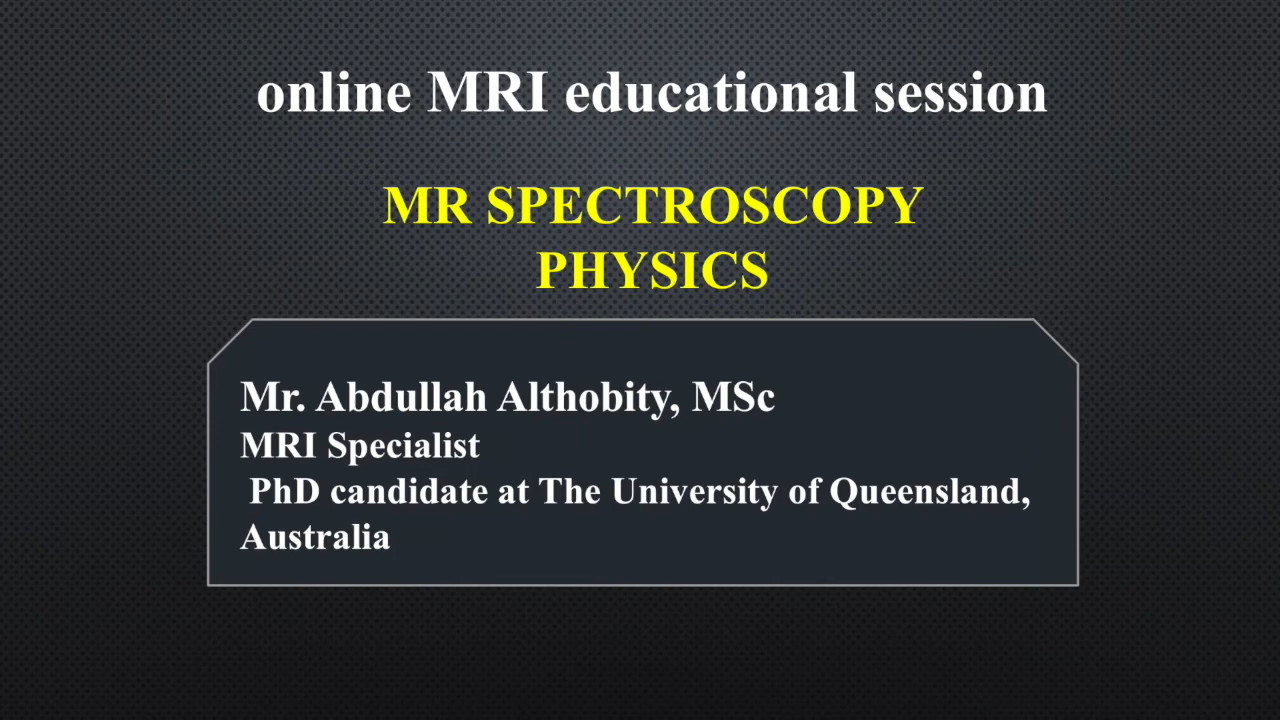 online MRI educational session
MR SPECTROSCOPY
PHYSICS
Mr. Abdullah Althobity, MSc
MRI Specialist
PhD candidate at The University of Queensland,
Australia